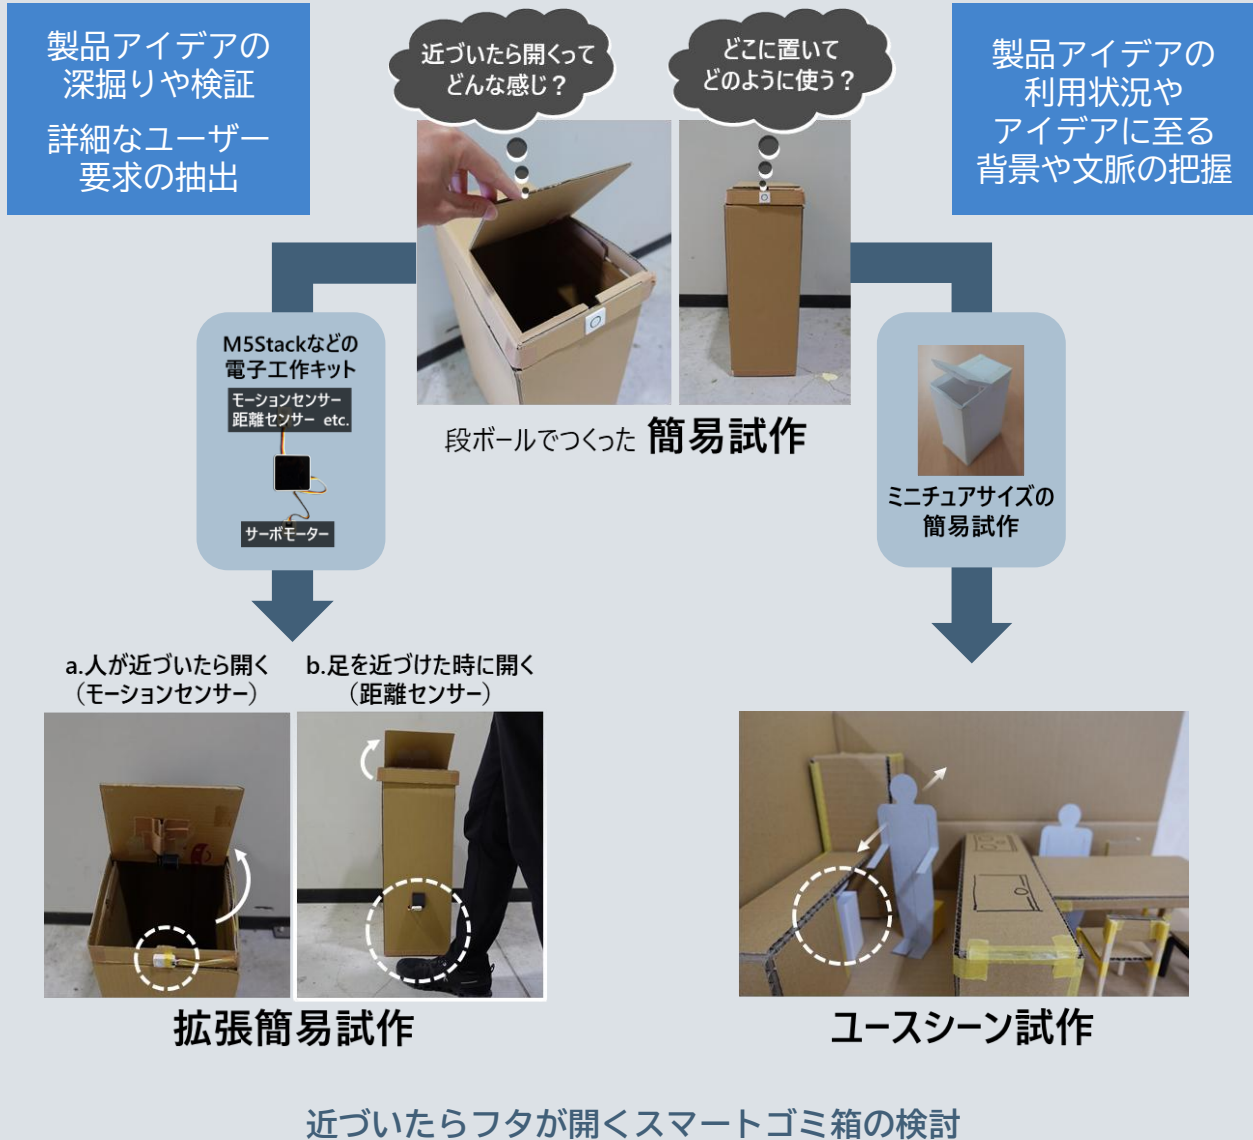 製品アイデアの
深掘りや検証
詳細なユーザー
要求の抽出
近づいたら開くって
どんな感じ？
どこに置いて
どのように使う？
製品アイデアの
利用状況や
アイデアに至る
背景や文脈の把握
M5Stackなどの
電子工作キット
モーションセンサー
距離センサー etc.
サーボモーター
段ボールでつくった 簡易試作
ミニチュアサイズの
簡易試作
a.人が近づいたら開く
（モーションセンサー）
b.足を近づけた時に開く
（距離センサー）
拡張簡易試作
ユースシーン試作
近づいたらフタが開くスマートゴミ箱の検討